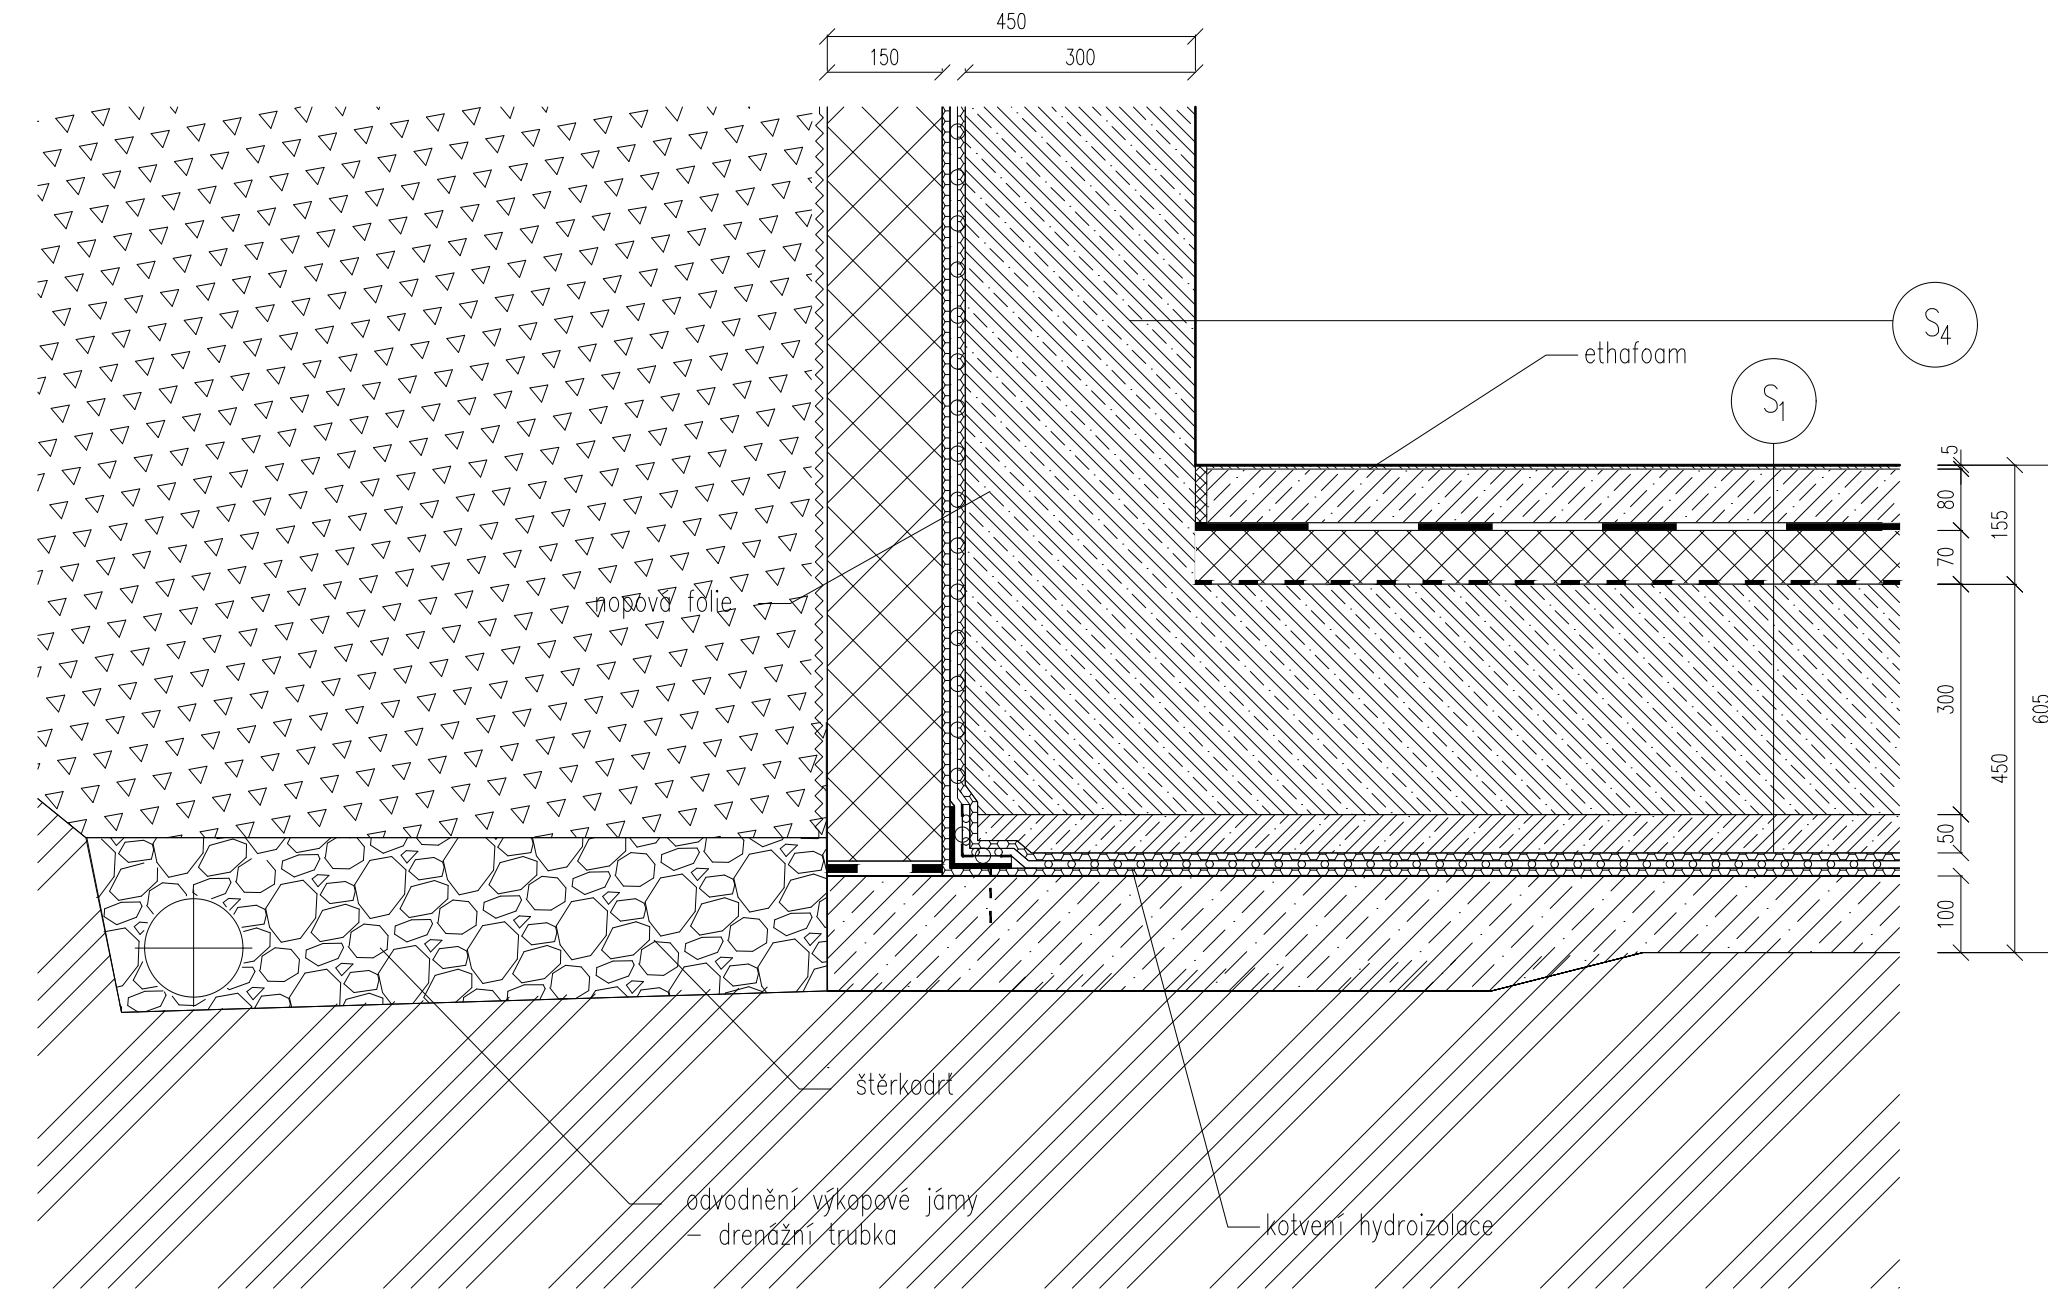 450
150
300
S4
ethafoam
S1
5
80
155
70
nopová fólie
300
605
450
50
100
štěrkodrť
odvodnění výkopové jámy
- drenážní trubka
kotvení hydroizolace